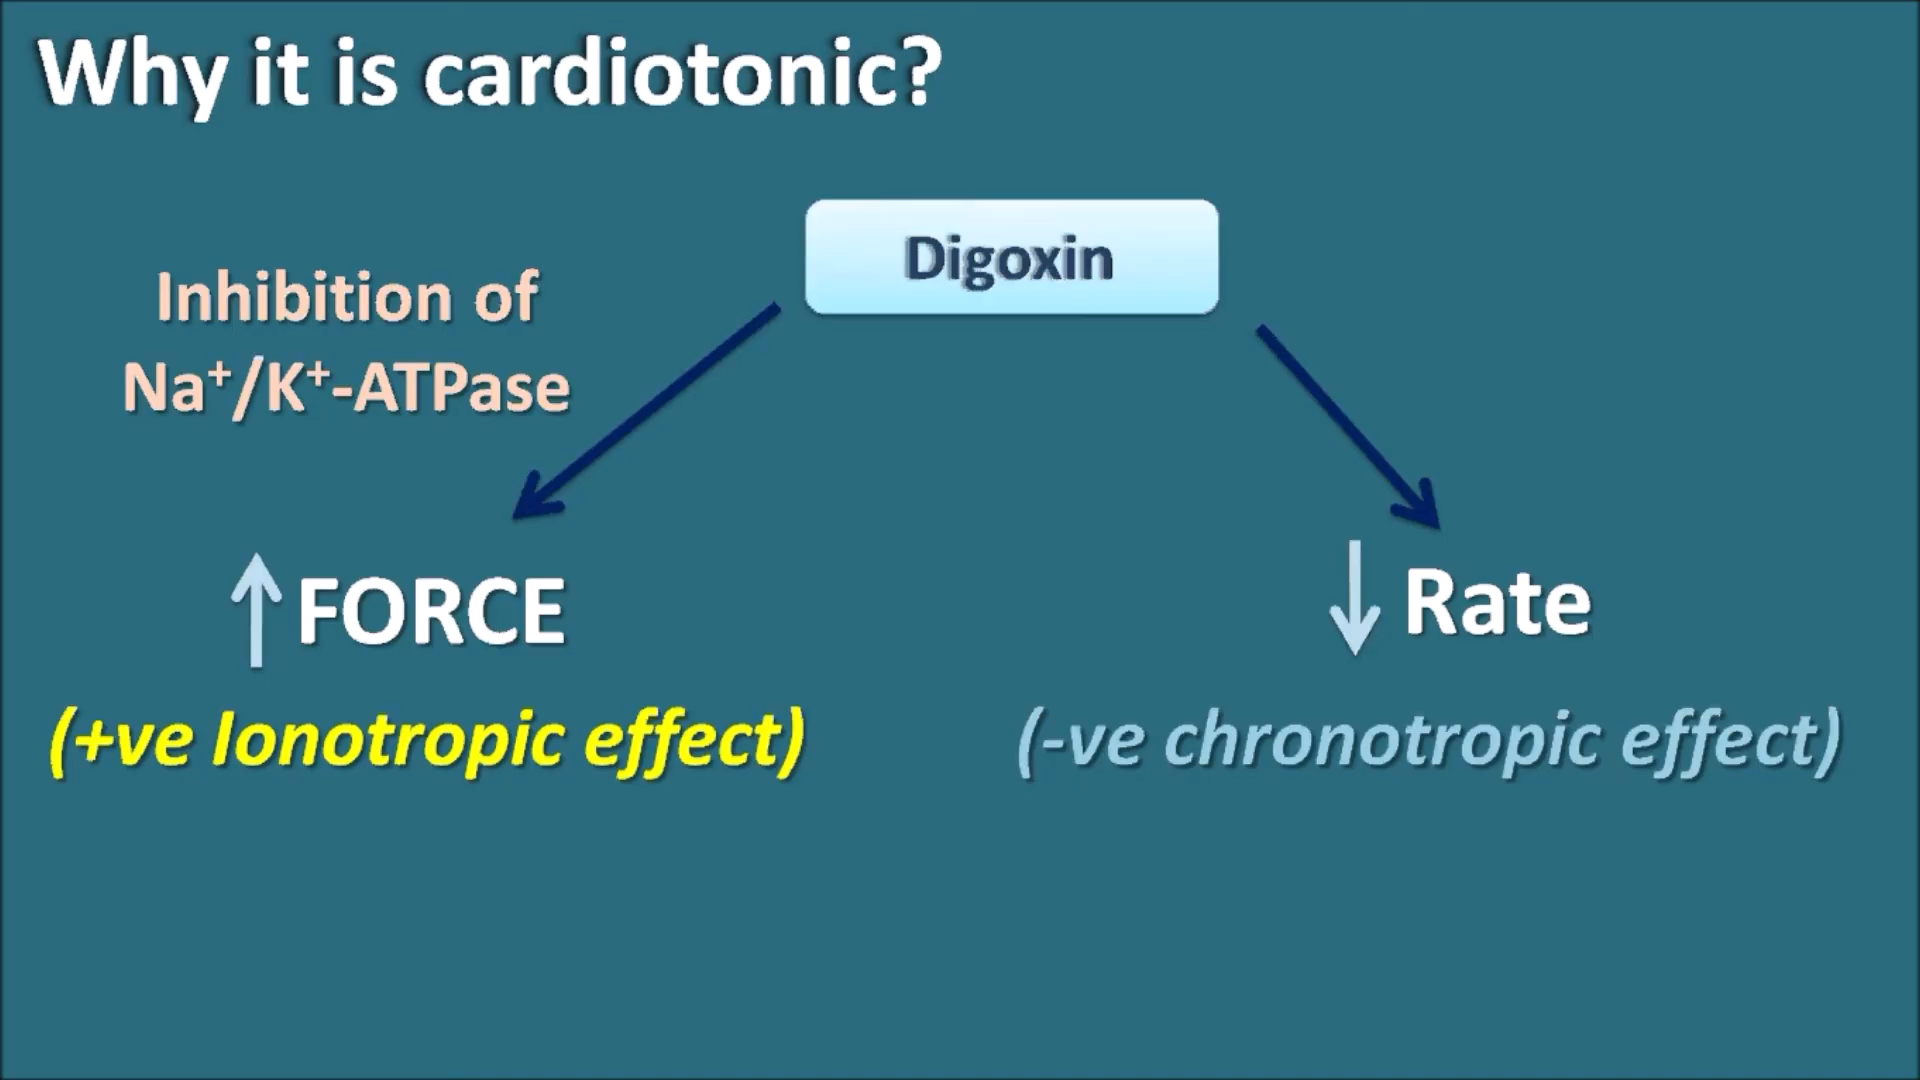 Why it is cardiotonic?
Digoxin
Inhibition of
Na⁺/K⁺-ATPase
↑ FORCE
(+ve Ionotropic effect)
↓ Rate
(-ve chronotropic effect)